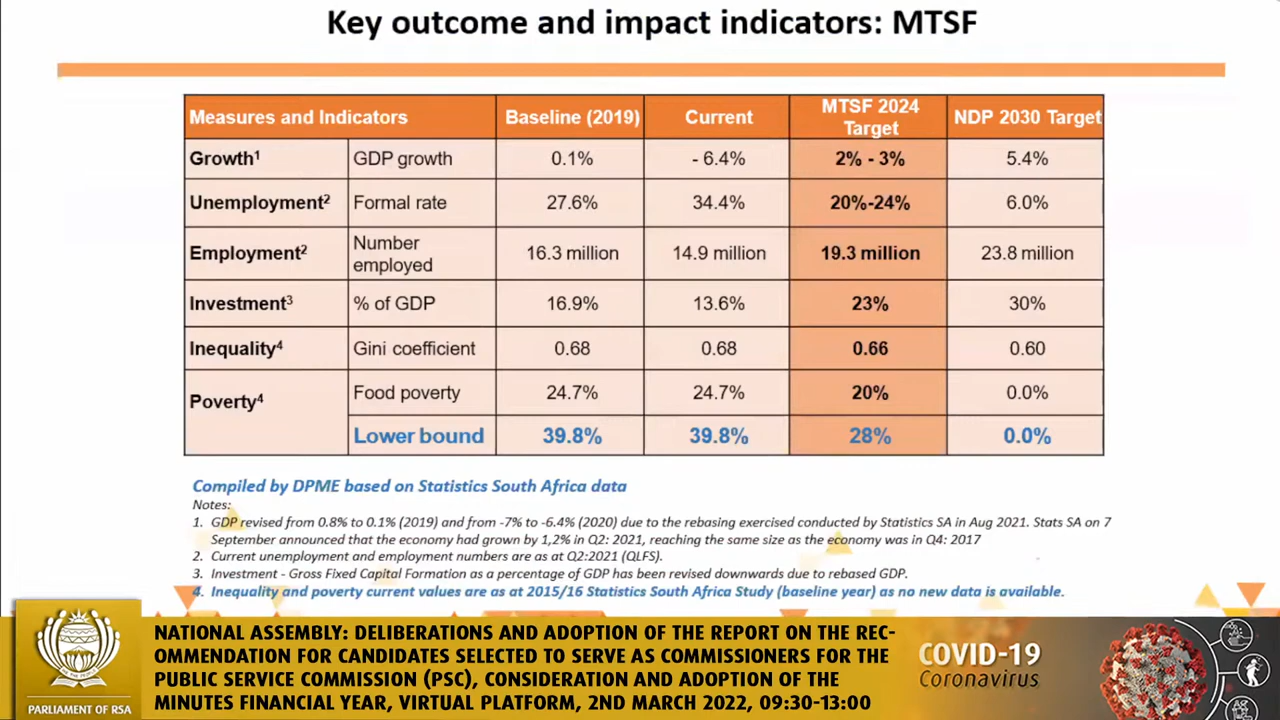 Key outcome and impact indicators: MTSF
Measures and Indicators Baseline (2019) Current MTSF 2024 Target NDP 2030 Target
Growth¹ GDP growth 0.1% - 6.4% 2% - 3% 5.4%
Unemployment² Formal rate 27.6% 34.4% 20%-24% 6.0%
Employment² Number employed 16.3 million 14.9 million 19.3 million 23.8 million
Investment³ % of GDP 16.9% 13.6% 23% 30%
Inequality⁴ Gini coefficient 0.68 0.68 0.66 0.60
Poverty⁴ Food poverty 24.7% 24.7% 20% 0.0%
Lower bound 39.8% 39.8% 28% 0.0%
Compiled by DPME based on Statistics South Africa data
Notes:
1. GDP revised from 0.8% to 0.1% (2019) and from -7% to -6.4% (2020) due to the rebasing exercised conducted by Statistics SA in Aug 2021. Stats SA on 7
September announced that the economy had grown by 1,2% in Q2: 2021, reaching the same size as the economy was in Q4: 2017
2. Current unemployment and employment numbers are as at Q2:2021 (QLFS).
3. Investment - Gross Fixed Capital Formation as a percentage of GDP has been revised downwards due to rebased GDP.
4. Inequality and poverty current values are as at 2015/16 Statistics South Africa Study (baseline year) as no new data is available.
NATIONAL ASSEMBLY: DELIBERATIONS AND ADOPTION OF THE REPORT ON THE REC-
OMMENDATION FOR CANDIDATES SELECTED TO SERVE AS COMMISSIONERS FOR THE
PUBLIC SERVICE COMMISSION (PSC), CONSIDERATION AND ADOPTION OF THE
MINUTES FINANCIAL YEAR, VIRTUAL PLATFORM, 2ND MARCH 2022, 09:30-13:00
PARLIAMENT OF RSA
COVID-19
Coronavirus